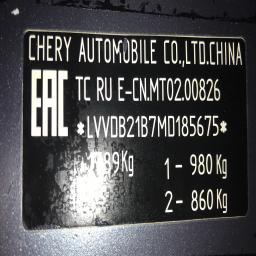 CHERY AUTOMOBILE CO.,LTD.CHINA
EAC TC RU E-CN.MT02.00826
*LVVDB21B7MD185675*
1-980 Kg
2-860 Kg